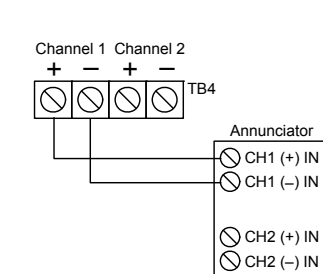 Channel 1 Channel 2
+ – + –
TB4
Annunciator
CH1 (+) IN
CH1 (–) IN
CH2 (+) IN
CH2 (–) IN